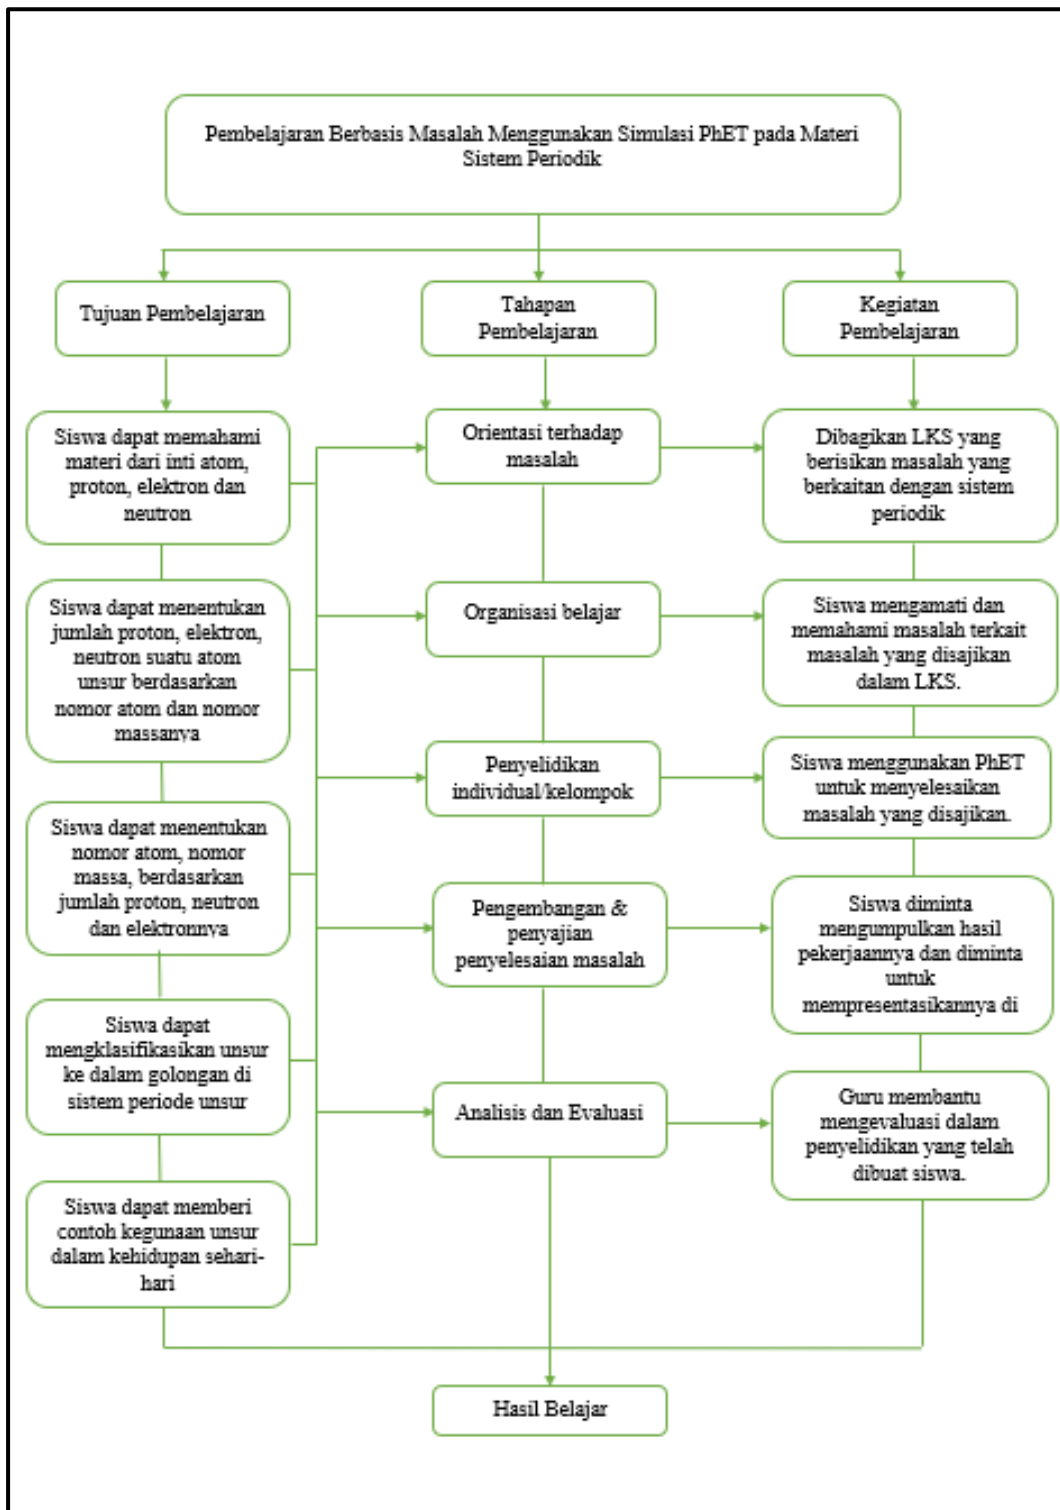 Pembelajaran Berbasis Masalah Menggunakan Simulasi PhET pada Materi
Sistem Periodik
Tujuan Pembelajaran
Tahapan
Pembelajaran
Kegiatan
Pembelajaran
Siswa dapat memahami
materi dari inti atom,
proton, elektron dan
neutron
Orientasi terhadap
masalah
Dibagikan LKS yang
berisikan masalah yang
berkaitan dengan sistem
periodik
Siswa dapat menentukan
jumlah proton, elektron,
neutron suatu atom
unsur berdasarkan
nomor atom dan nomor
massanya
Organisasi belajar
Siswa mengamati dan
memahami masalah terkait
masalah yang disajikan
dalam LKS.
Siswa dapat menentukan
nomor atom, nomor
massa, berdasarkan
jumlah proton, neutron
dan elektronnya
Penyelidikan
individual/kelompok
Siswa menggunakan PhET
untuk menyelesaikan
masalah yang disajikan.
Siswa dapat
mengklasifikasikan unsur
ke dalam golongan di
sistem periode unsur
Pengembangan &
penyajian
penyelesaian masalah
Siswa diminta
mengumpulkan hasil
pekerjaannya dan diminta
untuk
mempresentasikannya di
Siswa dapat memberi
contoh kegunaan unsur
dalam kehidupan sehari-
hari
Analisis dan Evaluasi
Guru membantu
mengevaluasi dalam
penyelidikan yang telah
dibuat siswa.
Hasil Belajar